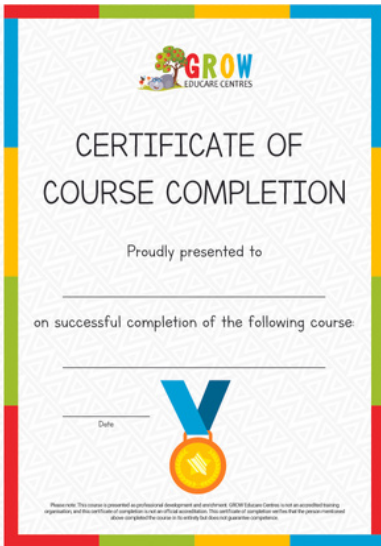 GROW
EDUCARE CENTRES
CERTIFICATE OF
COURSE COMPLETION
Proudly presented to
on successful completion of the following course:
Date
Please note: This course is presented as professional development and enrichment. GROW Educare Centres is not an accredited training
organisation, and this certificate of completion is not an official accreditation. This certificate of completion verifies that the person mentioned
above completed the course in its entirety but does not guarantee competence.